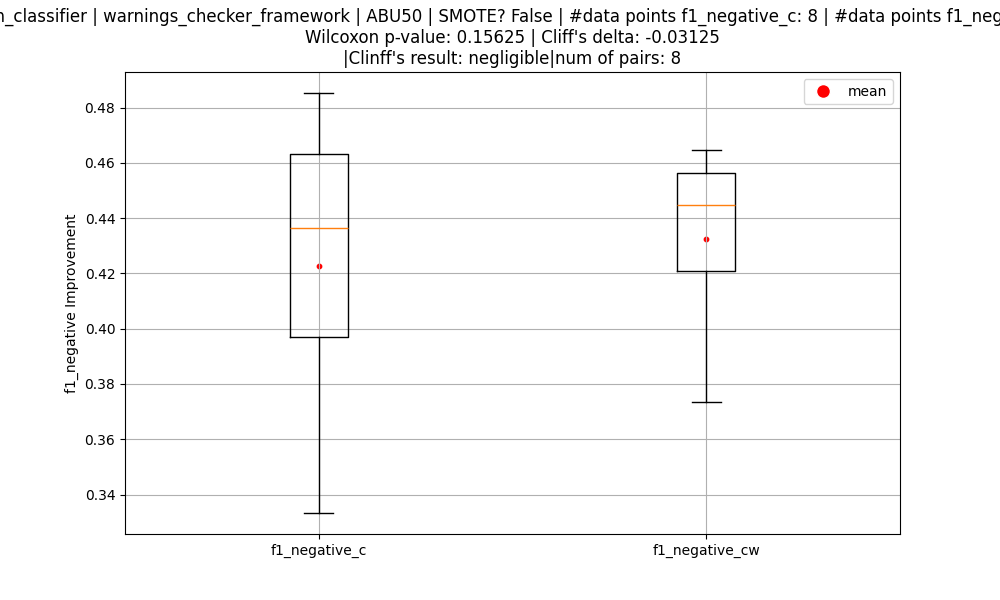 n_classifier | warnings_checker_framework | ABU50 | SMOTE? False | #data points f1_negative_c: 8 | #data points f1_neg
Wilcoxon p-value: 0.15625 | Cliff's delta: -0.03125
|Clinff's result: negligible|num of pairs: 8
mean
0.48
0.46
0.44
0.42
0.40
0.38
0.36
0.34
f1_negative Improvement
f1_negative_c
f1_negative_cw